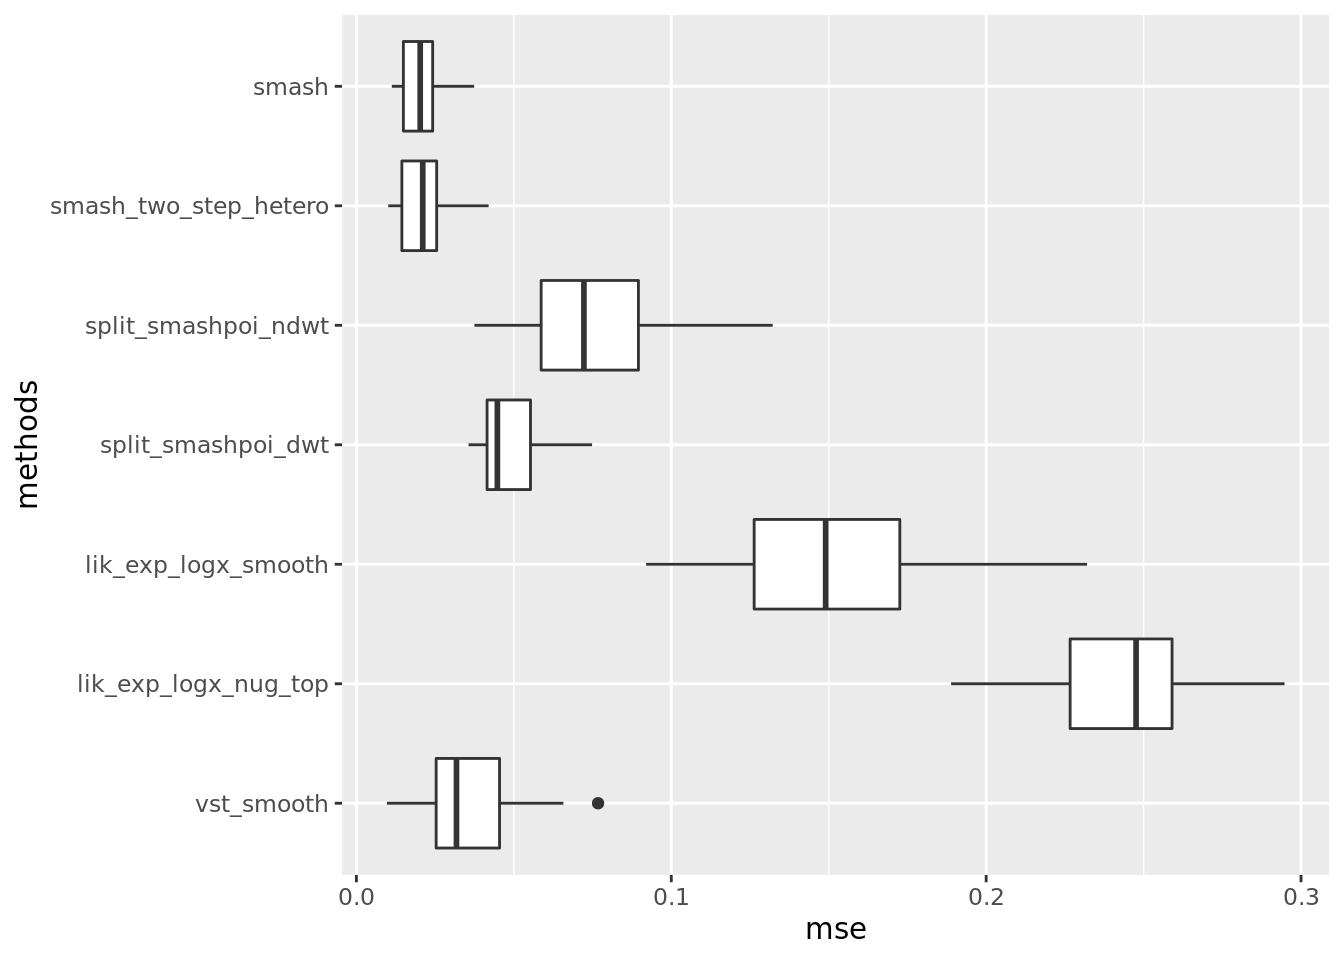 smash
smash_two_step_hetero
split_smashpoi_ndwt
split_smashpoi_dwt
lik_exp_logx_smooth
lik_exp_logx_nug_top
vst_smooth
methods
0.0 0.1 0.2 0.3
mse